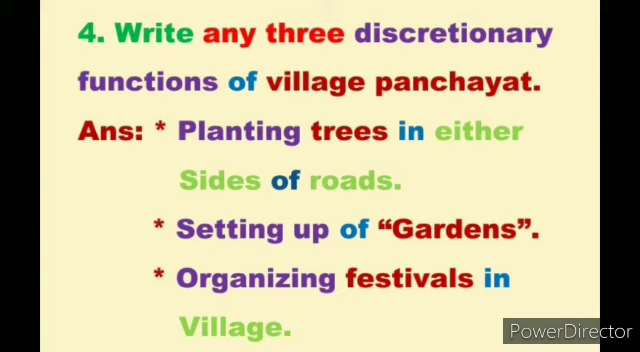 4. Write any three discretionary
functions of village panchayat.
Ans: * Planting trees in either
Sides of roads.
* Setting up of “Gardens”.
* Organizing festivals in
Village.
PowerDirector